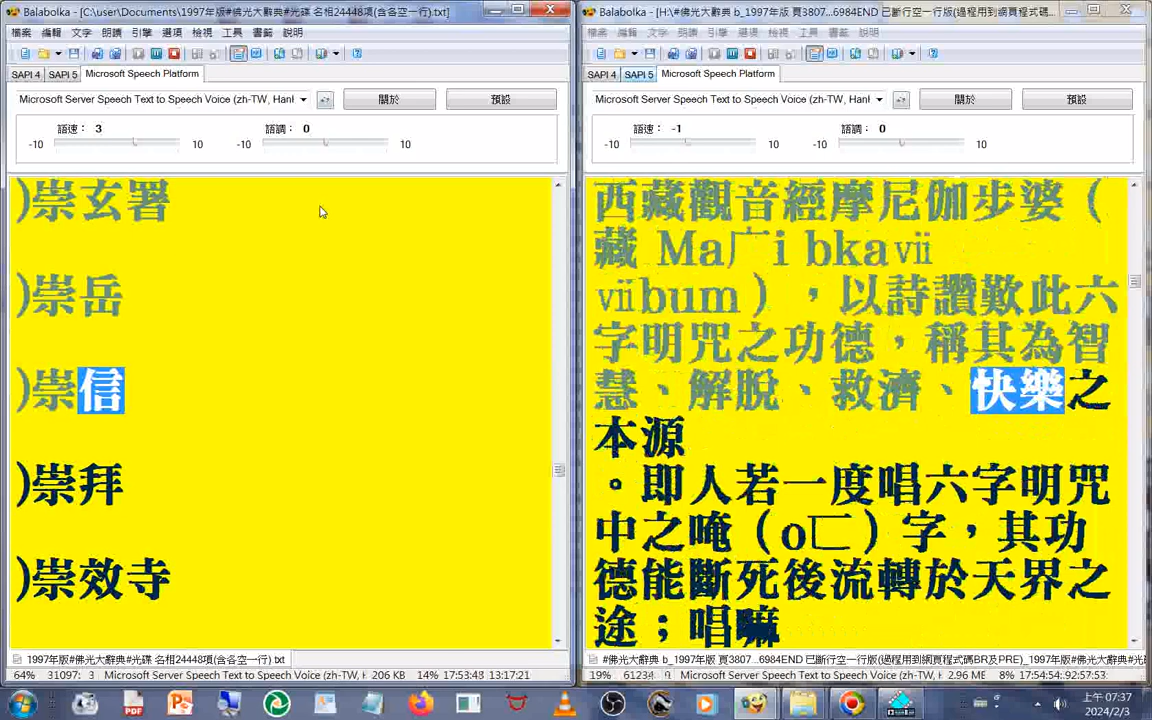 Balabolka - [C:\user\Documents\1997年版#佛光大辭典#光碟 名相24448項(含各空一行).txt]
檔案 編輯 文字 朗讀 引擎 選項 檢視 工具 書籤 說明
SAPI 4 SAPI 5 Microsoft Speech Platform
Microsoft Server Speech Text to Speech Voice (zh-TW, Hanl 關於 預設
語速： 3 語調： 0
-10 10 -10 10
)崇玄署
)崇岳
)崇信
)崇拜
)崇效寺
1997年版#佛光大辭典#光碟 名相24448項(含各空一行).txt
64% 31097: 3 Microsoft Server Speech Text to Speech Voice (zh-TW, H 206 KB 14% 17:53:48 13:17:21
Balabolka - [H:\#佛光大辭典 b_1997年版 頁3807...6984END 已斷行空一行版(過程用到網頁程式碼...
檔案 編輯 文字 朗讀 引擎 選項 檢視 工具 書籤 說明
SAPI 4 SAPI 5 Microsoft Speech Platform
Microsoft Server Speech Text to Speech Voice (zh-TW, Hanl 關於 預設
語速： -1 語調： 0
-10 10 -10 10
西藏觀音經摩尼伽步婆（
藏 Ma广i bkaⅶ
ⅶbum），以詩讚歎此六
字明咒之功德，稱其為智
慧、解脫、救濟、快樂之
本源
。即人若一度唱六字明咒
中之唵（o匸）字，其功
德能斷死後流轉於天界之
途；唱嘛
#佛光大辭典 b_1997年版 頁3807...6984END 已斷行空一行版(過程用到網頁程式碼BR及PRE)_1997年版#光
19% Microsoft Server Speech Text to Speech Voice (zh-TW, H 2.96 MB 18% 17:54:54::92:57:53
上午 07:37
2024/2/3